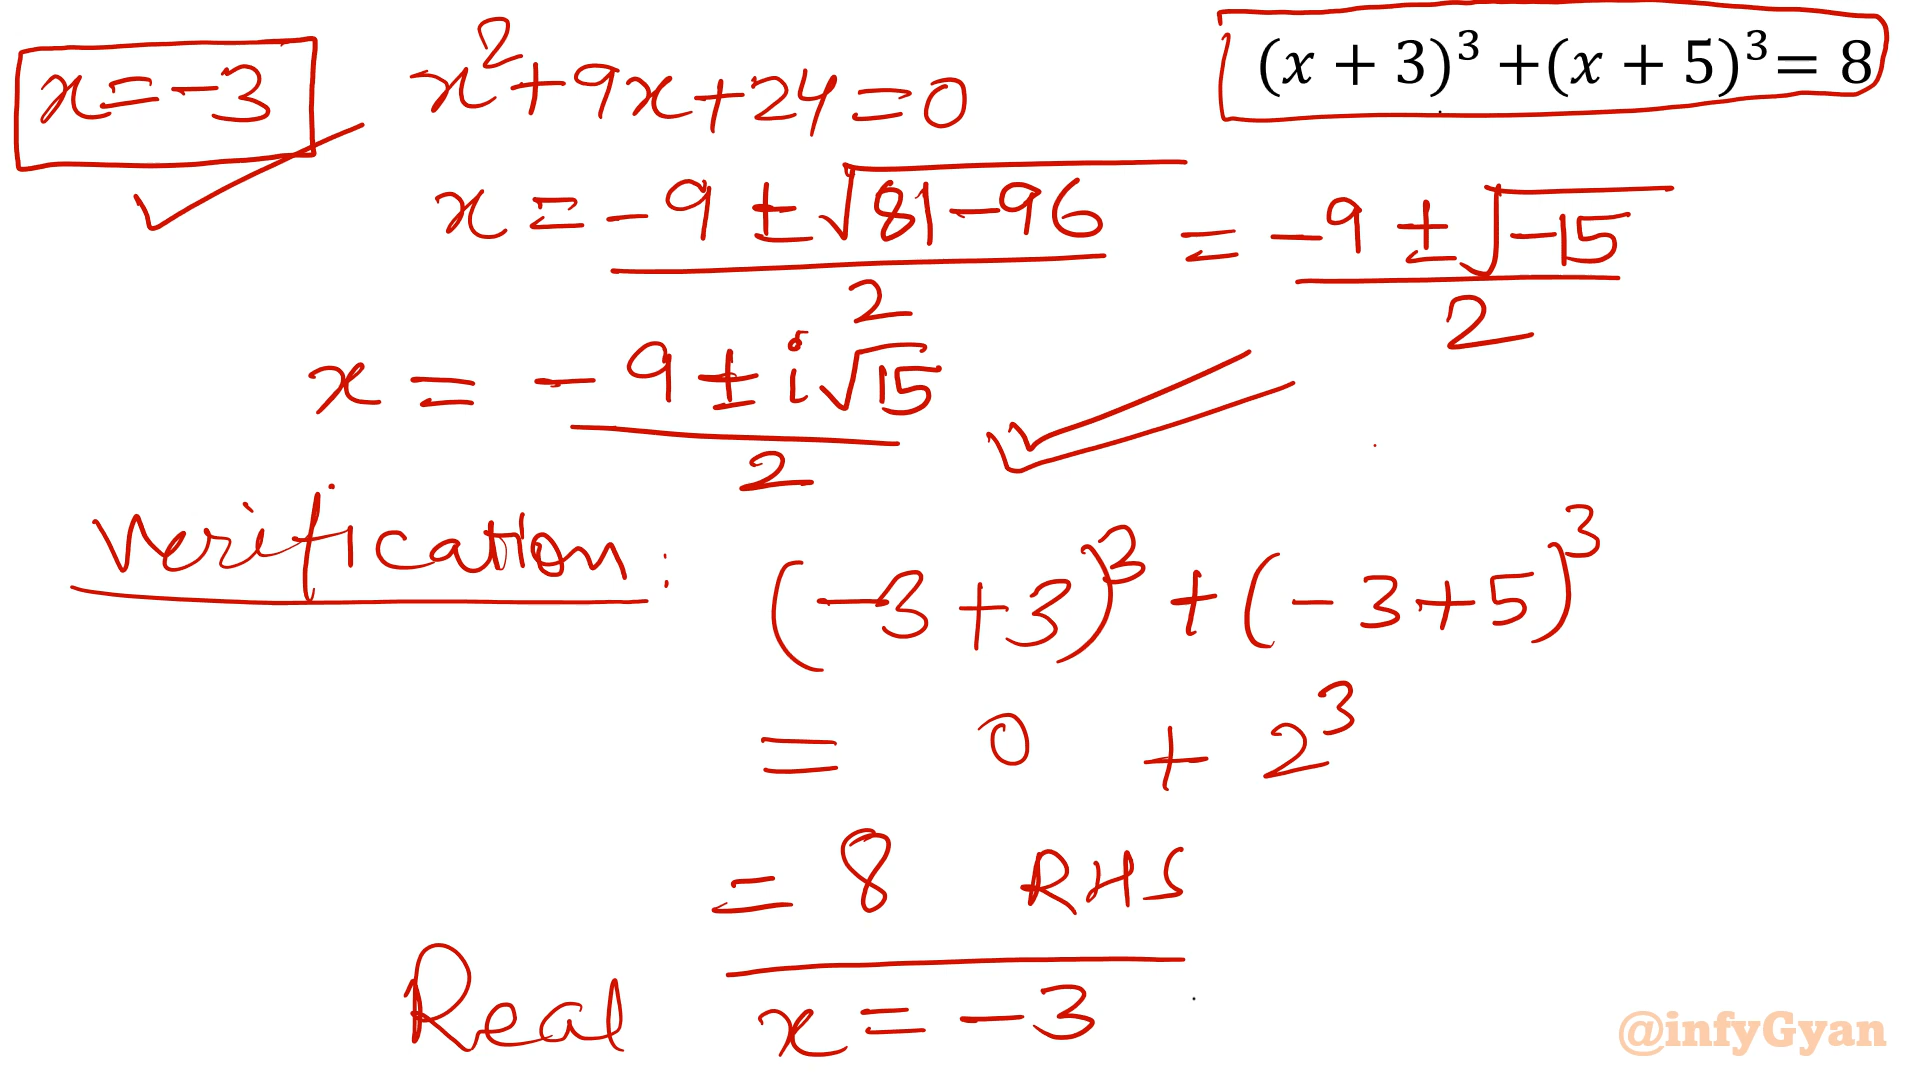 x = -3 x² + 9x + 24 = 0 (x + 3)³ +(x + 5)³= 8
x = (-9 ± √(81 - 96))/2 = (-9 ± √(-15))/2
x = (-9 ± i√15)/2
Verification : (-3+3)³ + (-3+5)³
= 0 + 2³
= 8 RHS
Real x = -3
@infyGyan